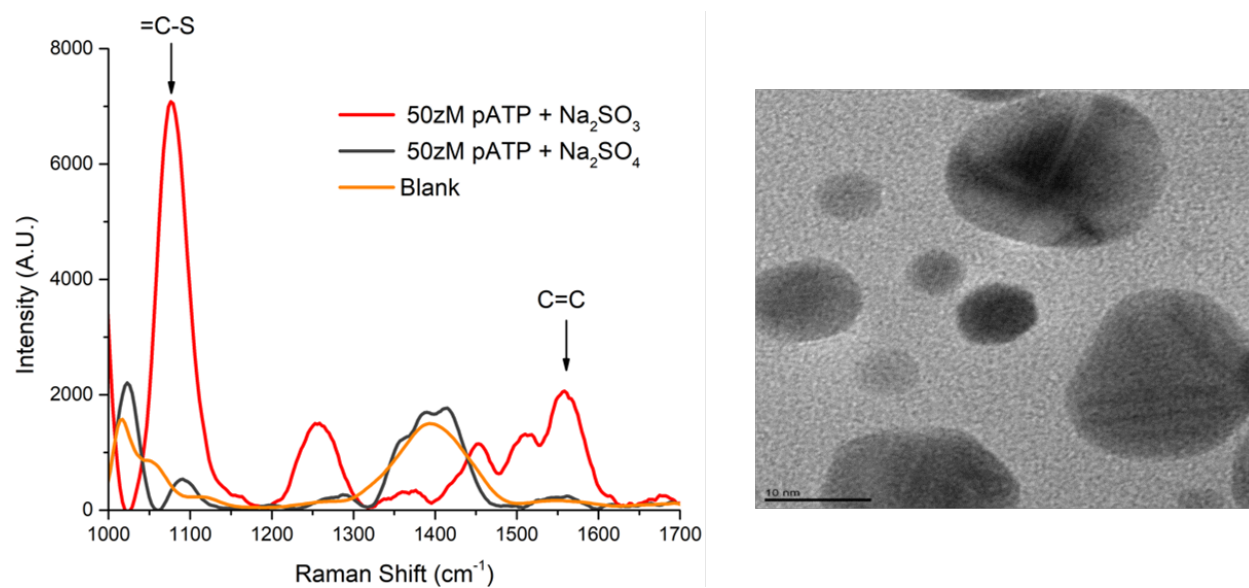 =C-S
8000
6000
4000
2000
0
Intensity (A.U.)
50zM pATP + Na₂SO₃
50zM pATP + Na₂SO₄
Blank
C=C
1000 1100 1200 1300 1400 1500 1600 1700
Raman Shift (cm⁻¹)
10 nm